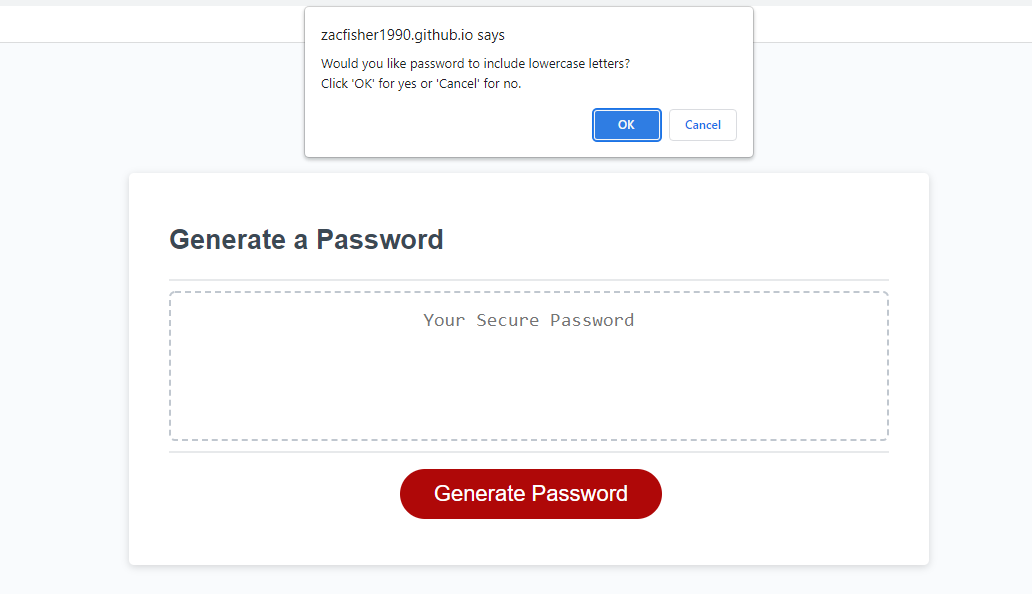 zacfisher1990.github.io says
Would you like password to include lowercase letters?
Click 'OK' for yes or 'Cancel' for no.
OK Cancel
Generate a Password
Your Secure Password
Generate Password